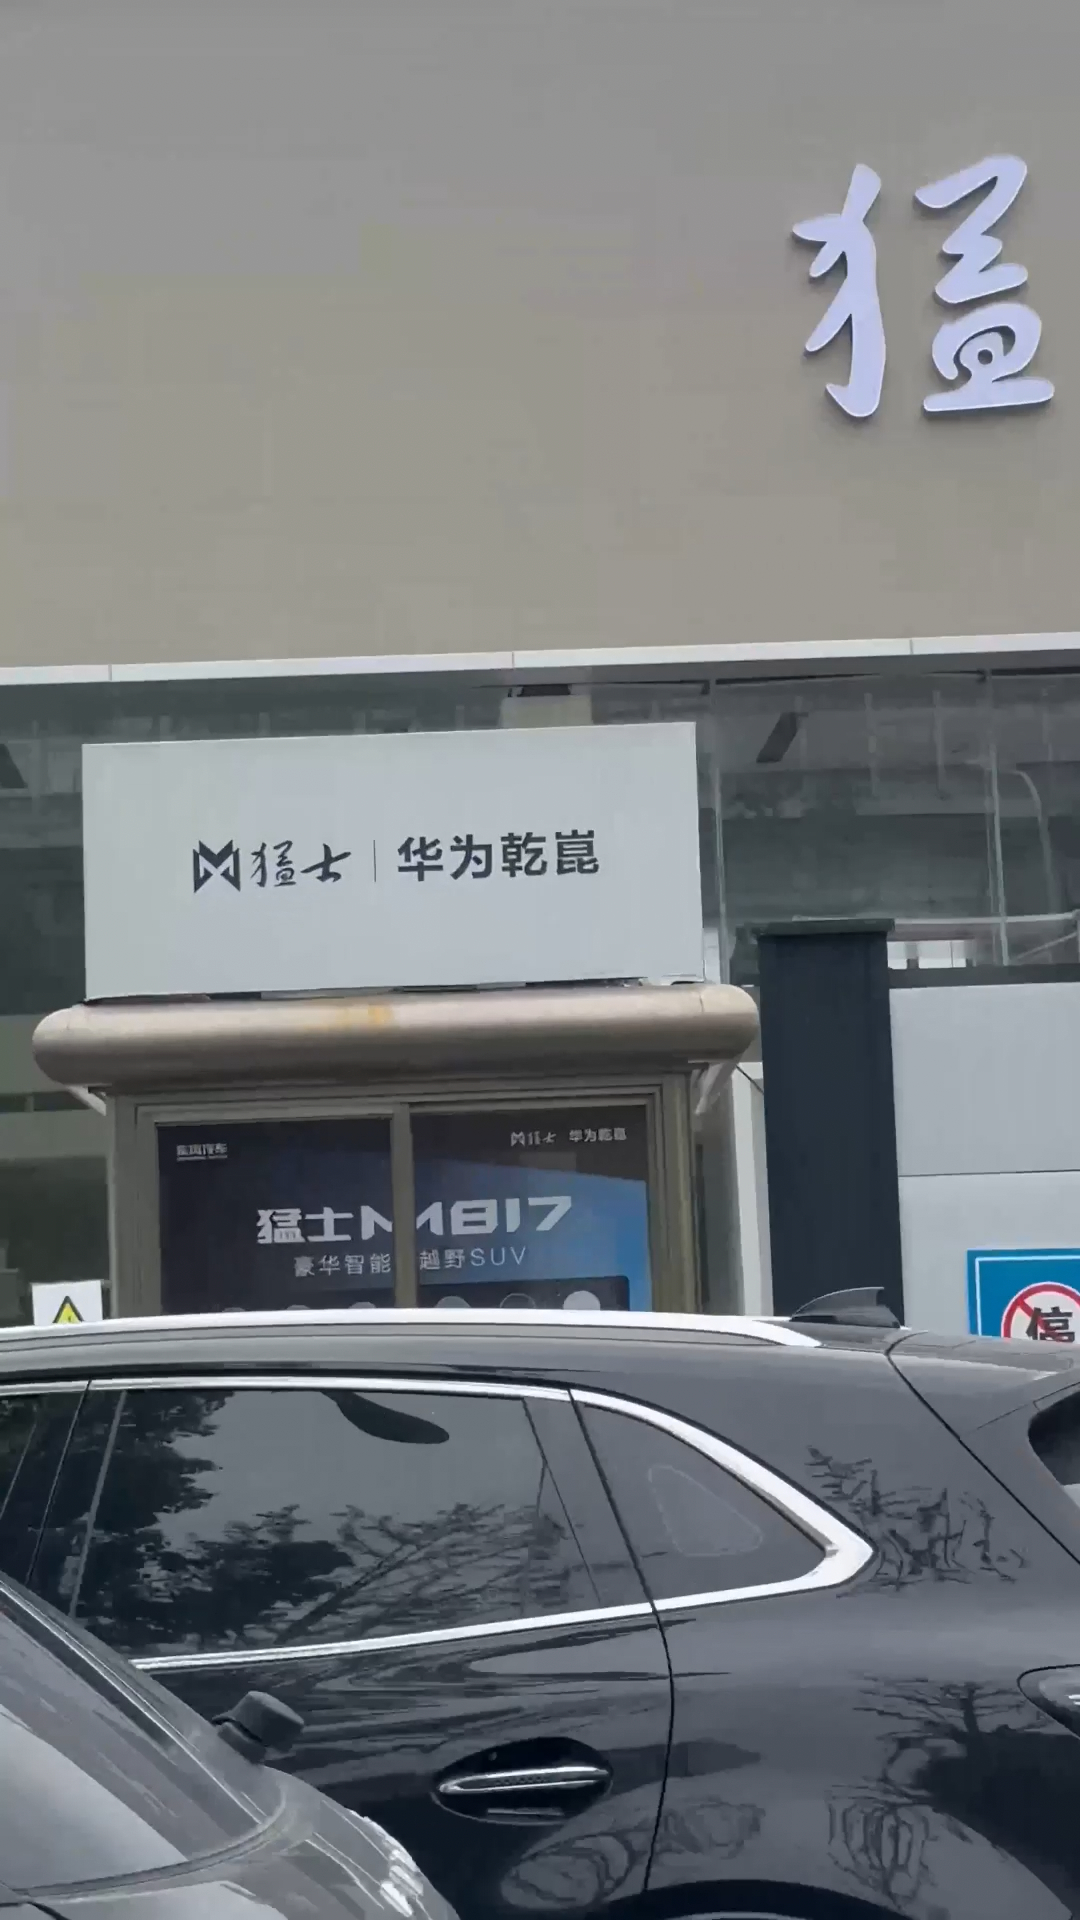 猛
猛士 | 华为乾崑
东风汽车
猛士 华为乾崑
猛士M817
豪华智能越野SUV
停